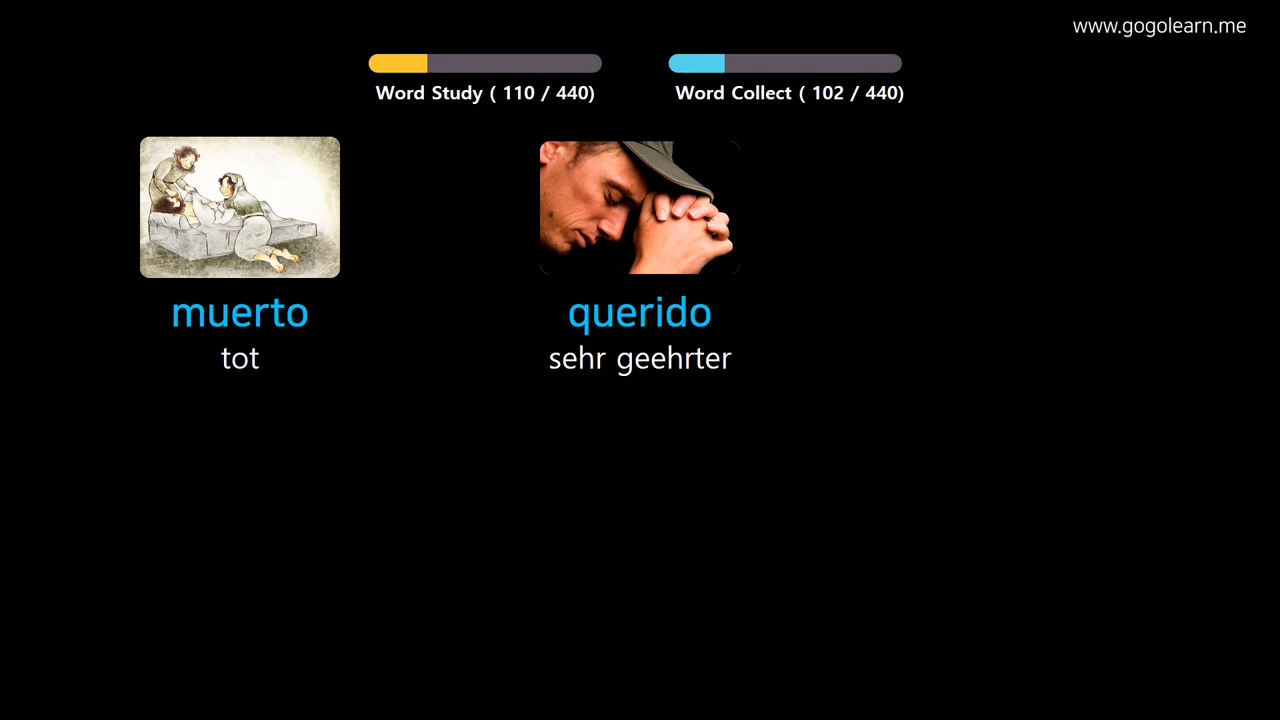 www.gogolearn.me
Word Study ( 110 / 440)
Word Collect ( 102 / 440)
muerto
querido
tot
sehr geehrter